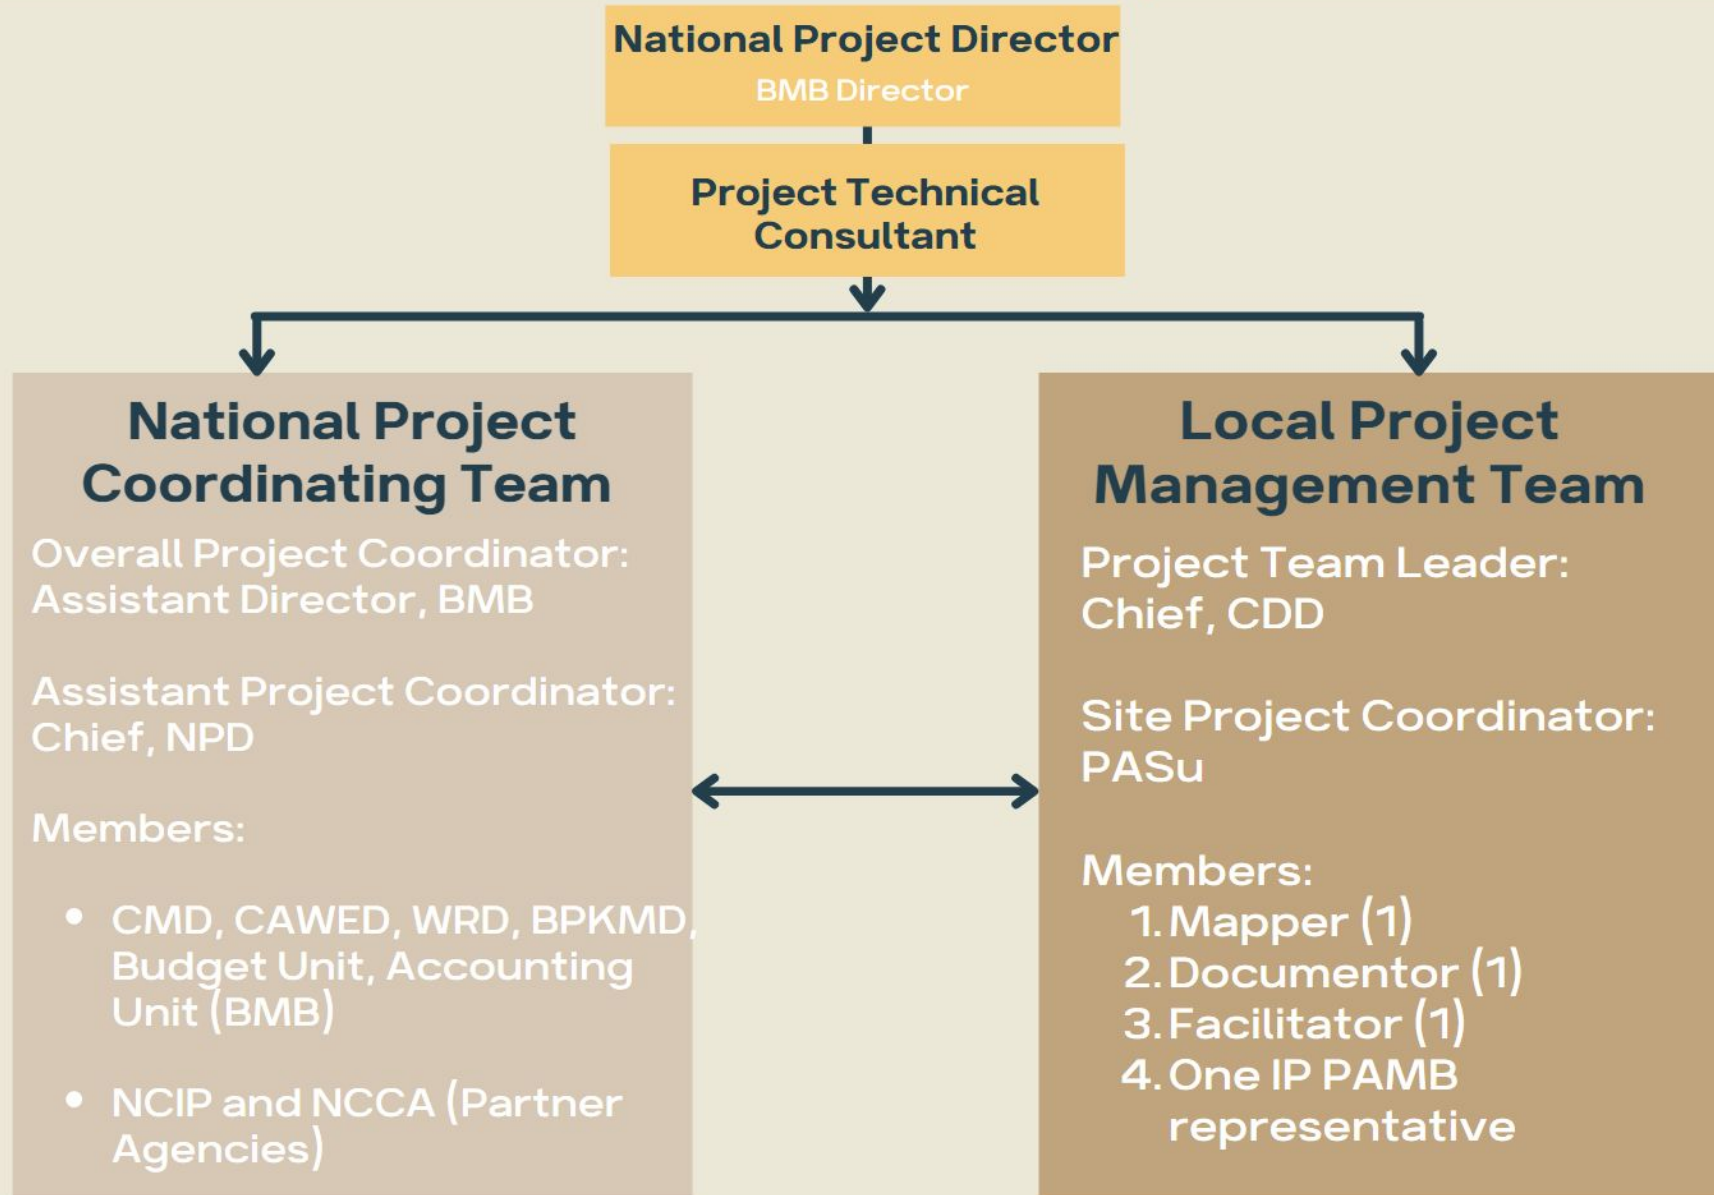 National Project Director
BMB Director
Project Technical
Consultant
National Project
Coordinating Team
Overall Project Coordinator:
Assistant Director, BMB
Assistant Project Coordinator:
Chief, NPD
Members:
• CMD, CAWED, WRD, BPKMD,
Budget Unit, Accounting
Unit (BMB)
• NCIP and NCCA (Partner
Agencies)
Local Project
Management Team
Project Team Leader:
Chief, CDD
Site Project Coordinator:
PASu
Members:
1. Mapper (1)
2. Documentor (1)
3. Facilitator (1)
4. One IP PAMB
representative